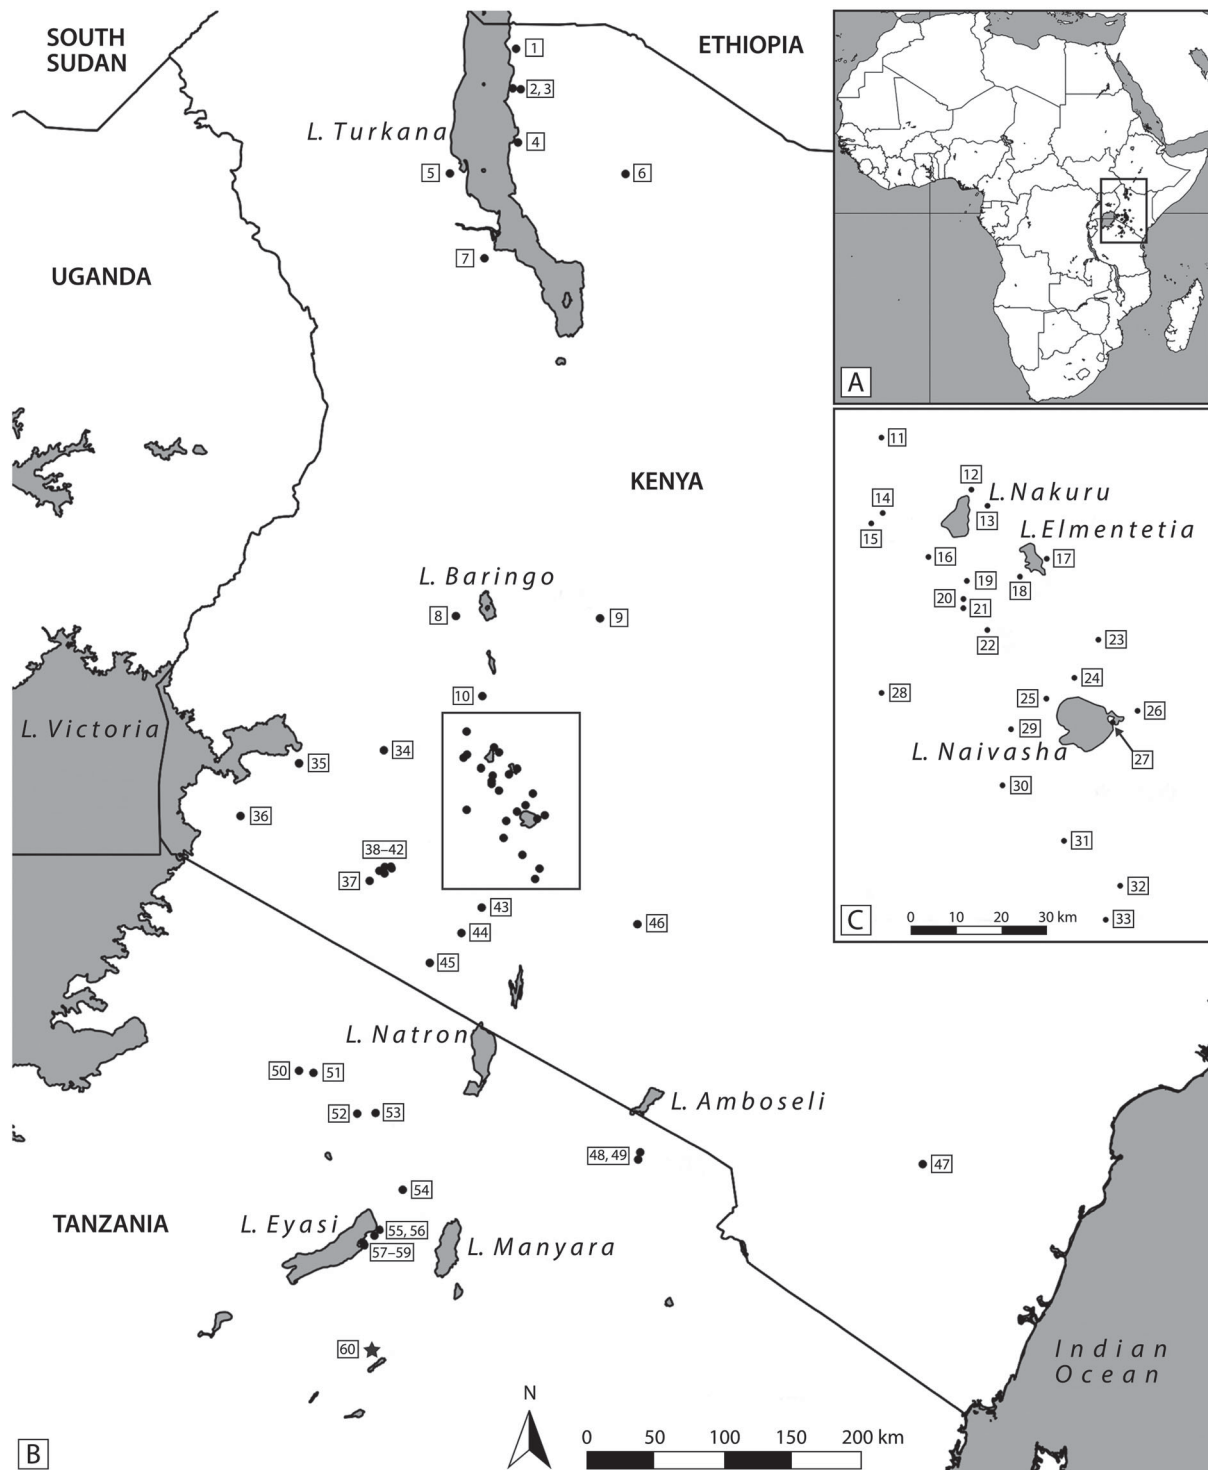 SOUTH
SUDAN
ETHIOPIA
1
2, 3
L. Turkana
4
5
6
UGANDA
7
A
KENYA
11
12
L. Nakuru
14
13
15
L. Elmentetia
16
17
19
18
20
21
22
23
24
28
25
26
29
L. Naivasha
27
30
31
32
33
C
0 10 20 30 km
L. Baringo
8
9
10
L. Victoria
34
35
36
38–42
37
43
46
44
45
L. Natron
50
51
L. Amboseli
52
53
48, 49
47
54
TANZANIA
L. Eyasi
55, 56
57–59
L. Manyara
60
Indian
Ocean
N
B
0 50 100 150 200 km